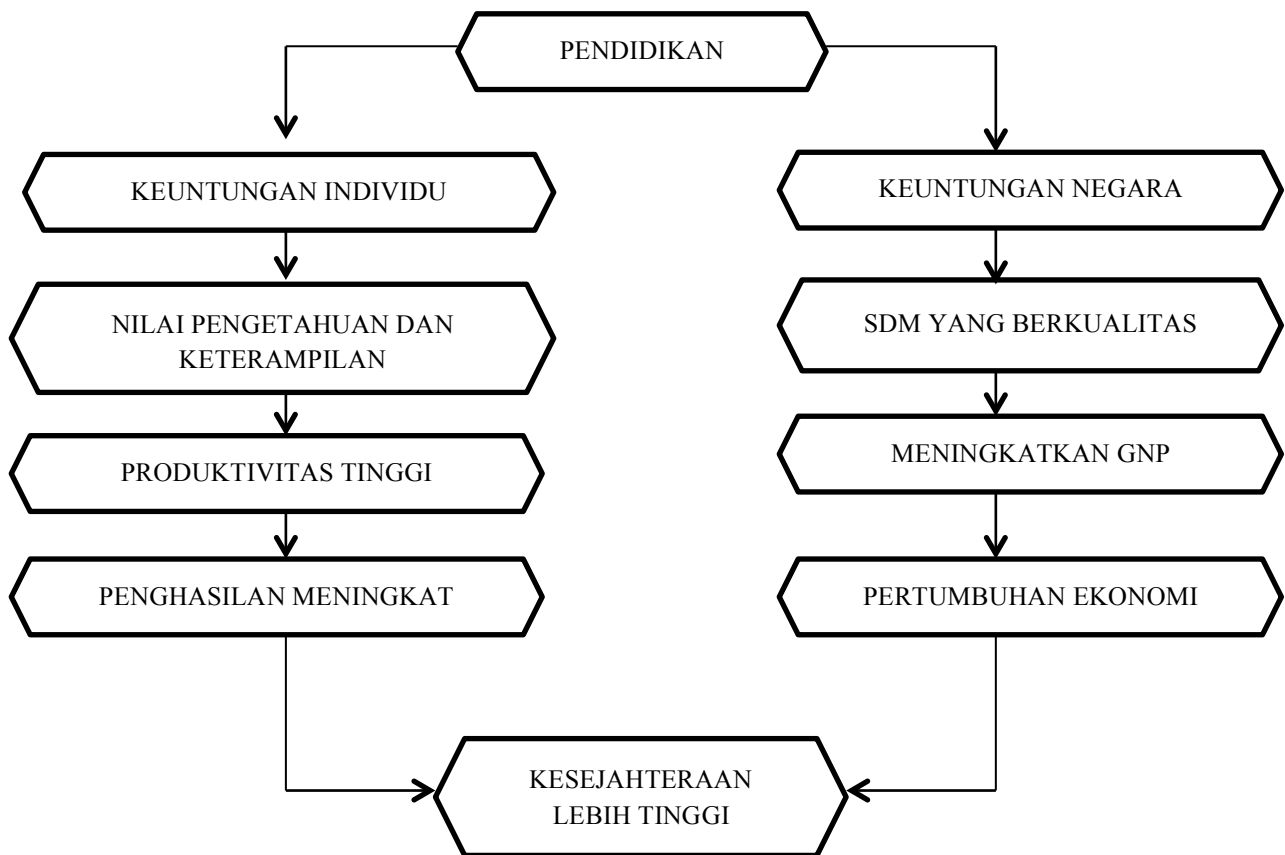 PENDIDIKAN
KEUNTUNGAN INDIVIDU
KEUNTUNGAN NEGARA
NILAI PENGETAHUAN DAN
KETERAMPILAN
SDM YANG BERKUALITAS
PRODUKTIVITAS TINGGI
MENINGKATKAN GNP
PENGHASILAN MENINGKAT
PERTUMBUHAN EKONOMI
KESEJAHTERAAN
LEBIH TINGGI